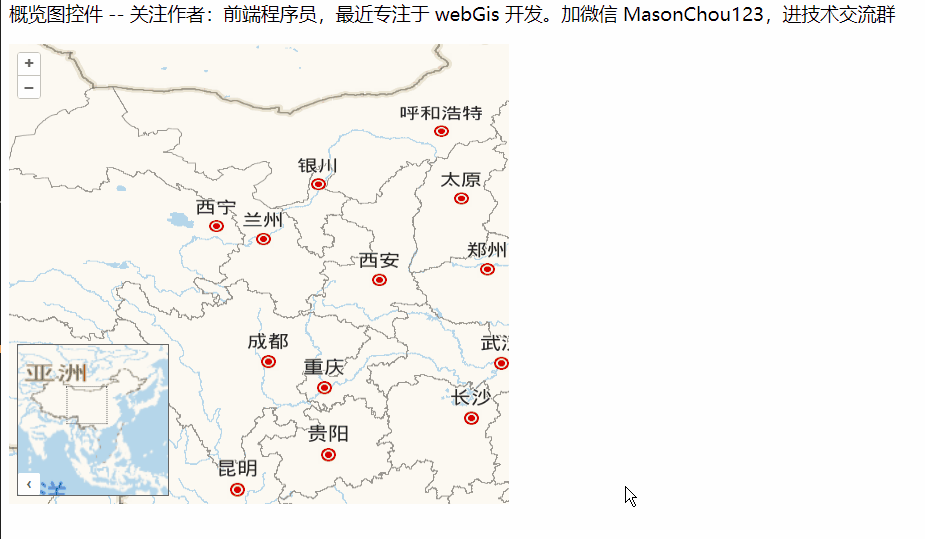 概览图控件 -- 关注作者：前端程序员，最近专注于 webGis 开发。加微信 MasonChou123，进技术交流群
+
−
呼和浩特
银川
太原
西宁
兰州
郑州
西安
成都
武汉
重庆
亚洲
长沙
贵阳
昆明
‹
洋